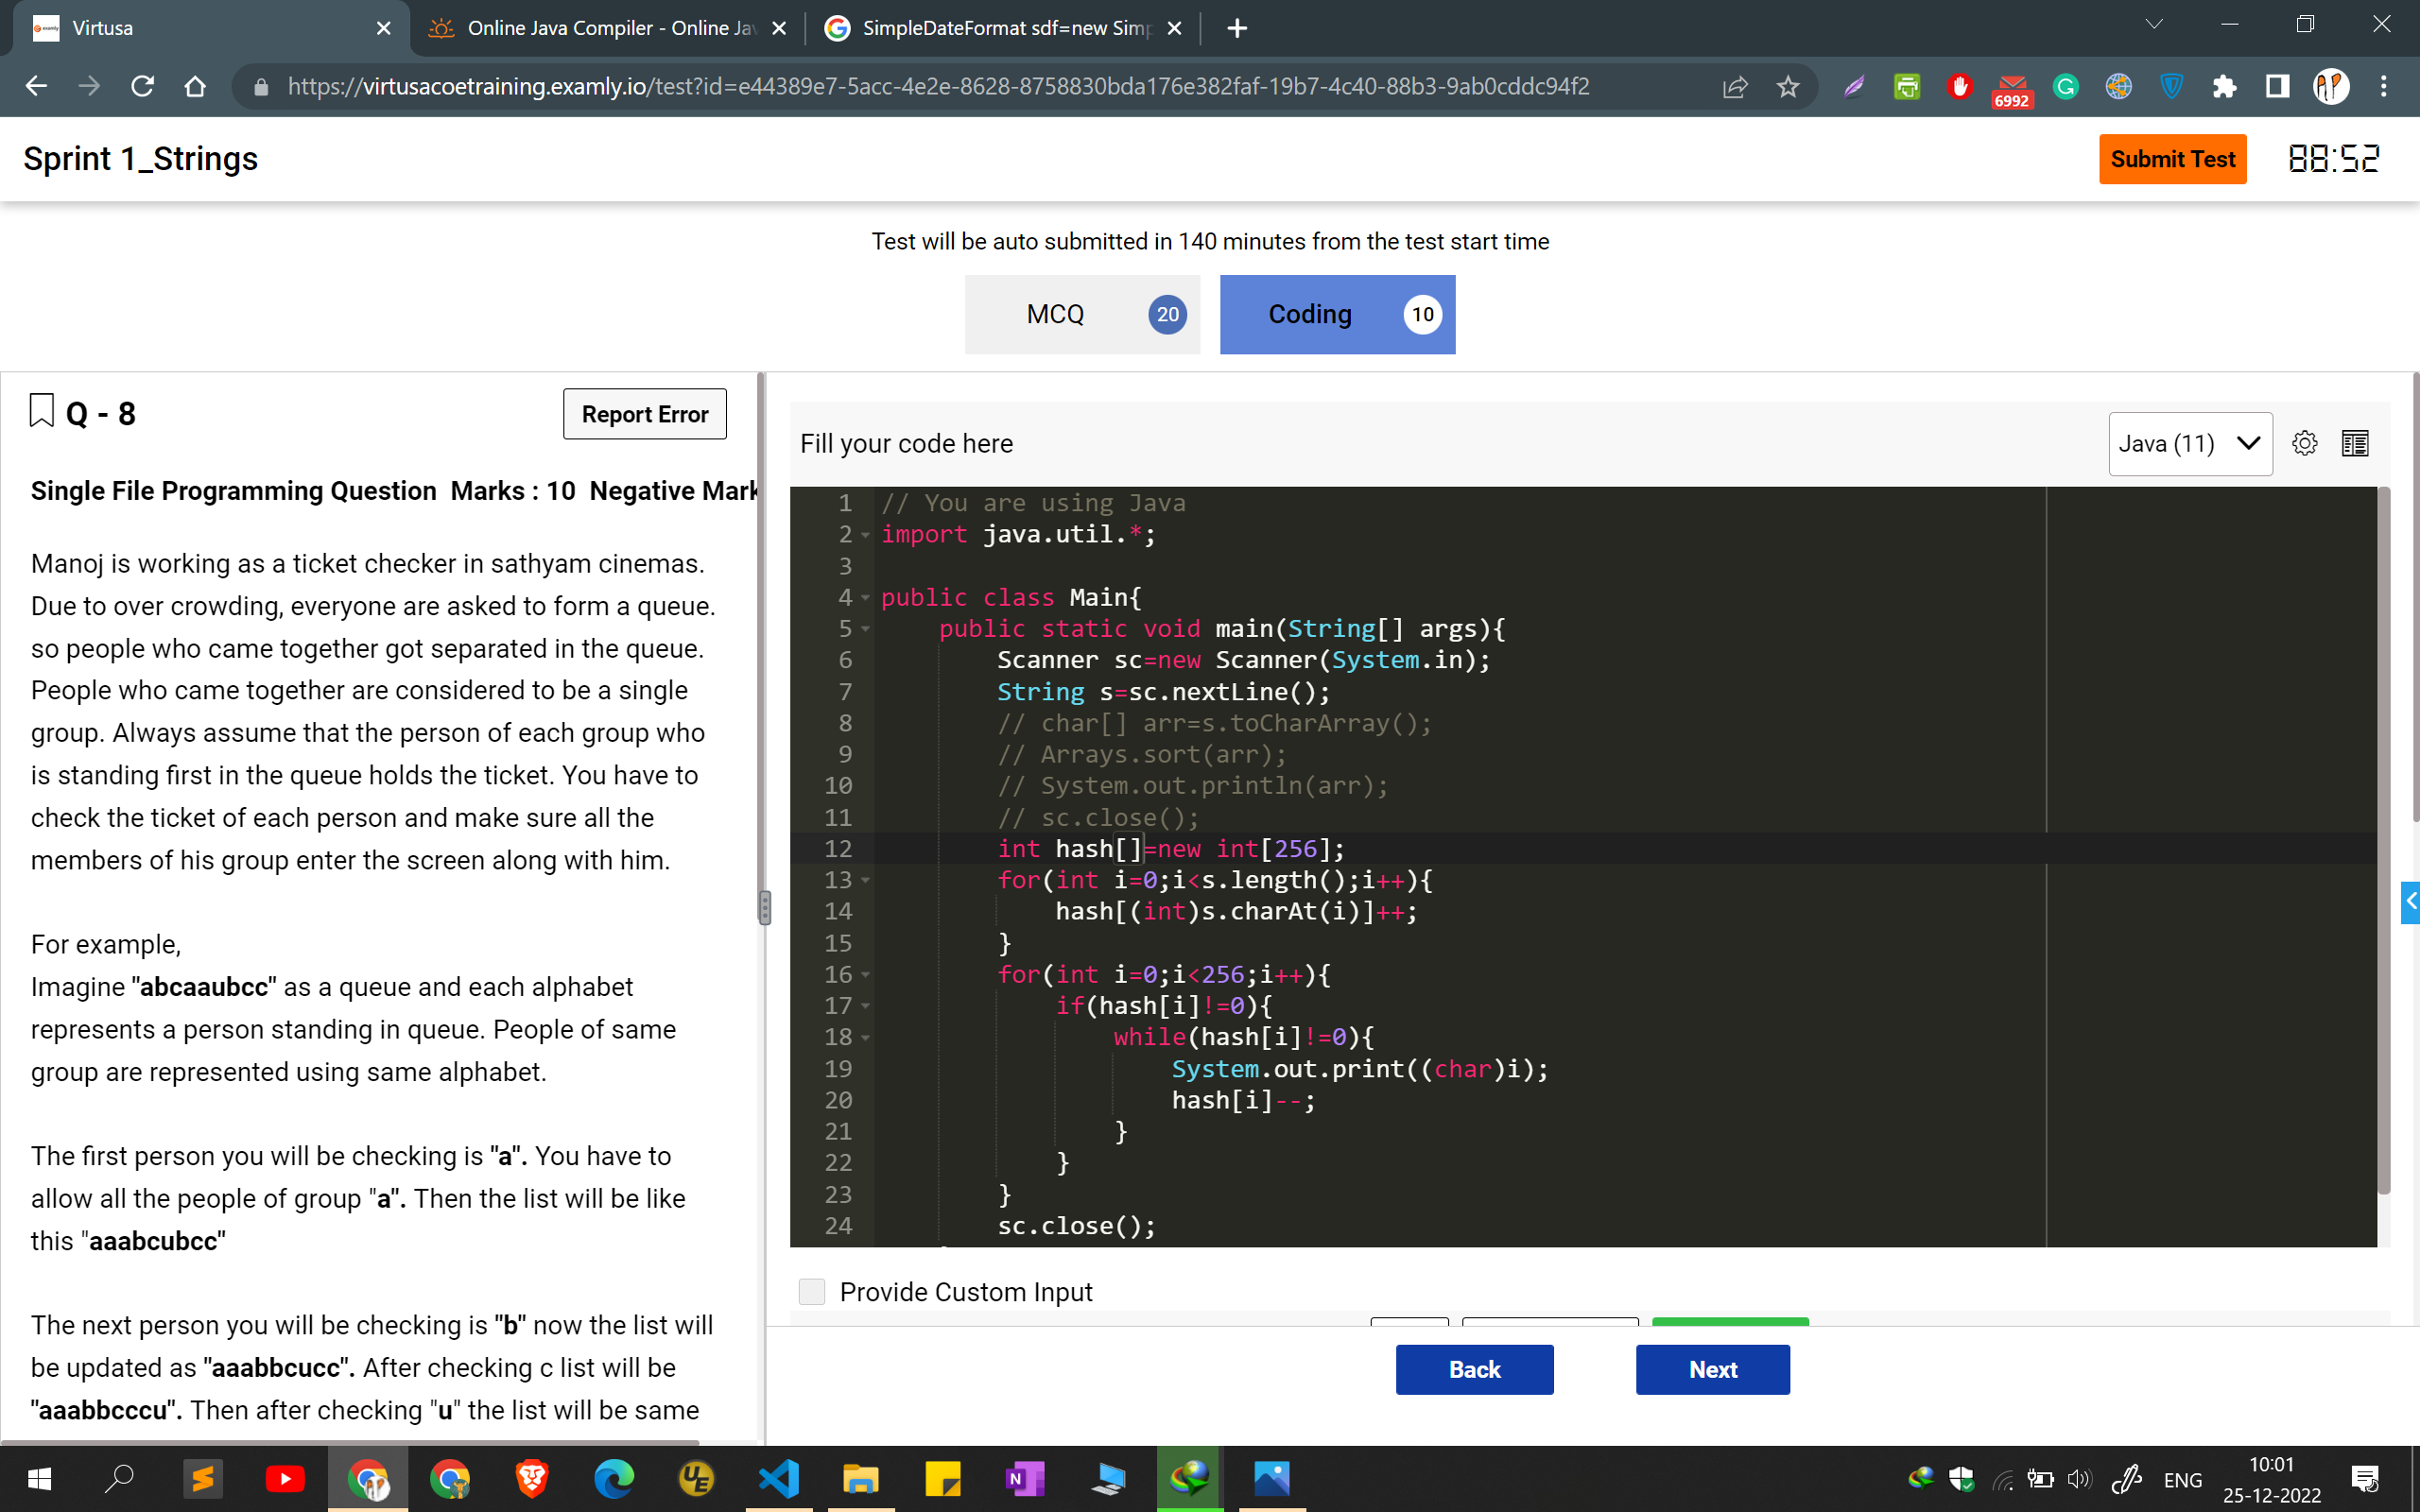 Virtusa
Online Java Compiler - Online Jav
SimpleDateFormat sdf=new Simp
https://virtusacoetraining.examly.io/test?id=e44389e7-5acc-4e2e-8628-8758830bda176e382faf-19b7-4c40-88b3-9ab0cddc94f2
6992
Sprint 1_Strings
Submit Test
88:52
Test will be auto submitted in 140 minutes from the test start time
MCQ 20
Coding 10
Q - 8
Report Error
Single File Programming Question Marks : 10 Negative Mark
Manoj is working as a ticket checker in sathyam cinemas.
Due to over crowding, everyone are asked to form a queue.
so people who came together got separated in the queue.
People who came together are considered to be a single
group. Always assume that the person of each group who
is standing first in the queue holds the ticket. You have to
check the ticket of each person and make sure all the
members of his group enter the screen along with him.
For example,
Imagine "abcaaubcc" as a queue and each alphabet
represents a person standing in queue. People of same
group are represented using same alphabet.
The first person you will be checking is "a". You have to
allow all the people of group "a". Then the list will be like
this "aaabcubcc"
The next person you will be checking is "b" now the list will
be updated as "aaabbcucc". After checking c list will be
"aaabbcccu". Then after checking "u" the list will be same
Fill your code here
Java (11)
1 // You are using Java
2 import java.util.*;
3
4 public class Main{
5 public static void main(String[] args){
6 Scanner sc=new Scanner(System.in);
7 String s=sc.nextLine();
8 // char[] arr=s.toCharArray();
9 // Arrays.sort(arr);
10 // System.out.println(arr);
11 // sc.close();
12 int hash[]=new int[256];
13 for(int i=0;i<s.length();i++){
14 hash[(int)s.charAt(i)]++;
15 }
16 for(int i=0;i<256;i++){
17 if(hash[i]!=0){
18 while(hash[i]!=0){
19 System.out.print((char)i);
20 hash[i]--;
21 }
22 }
23 }
24 sc.close();
Provide Custom Input
Back
Next
ENG
10:01
25-12-2022